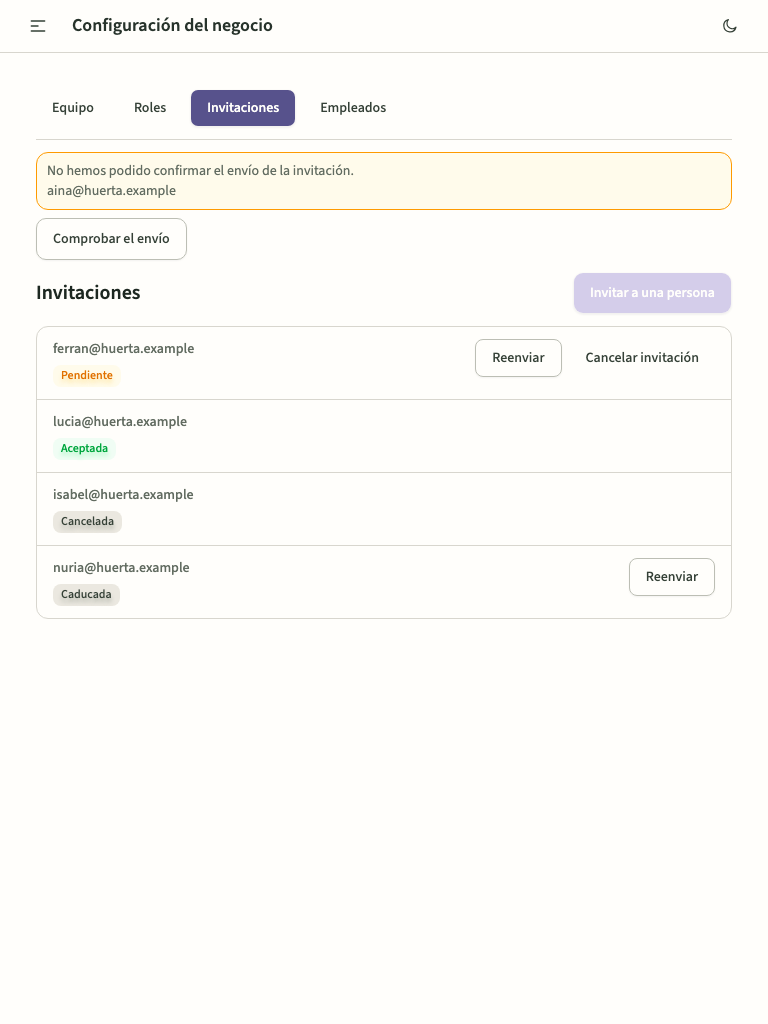 Configuración del negocio
Equipo
Roles
Invitaciones
Empleados
No hemos podido confirmar el envío de la invitación.
aina@huerta.example
Comprobar el envío
Invitaciones
Invitar a una persona
ferran@huerta.example
Pendiente
Reenviar
Cancelar invitación
lucia@huerta.example
Aceptada
isabel@huerta.example
Cancelada
nuria@huerta.example
Caducada
Reenviar